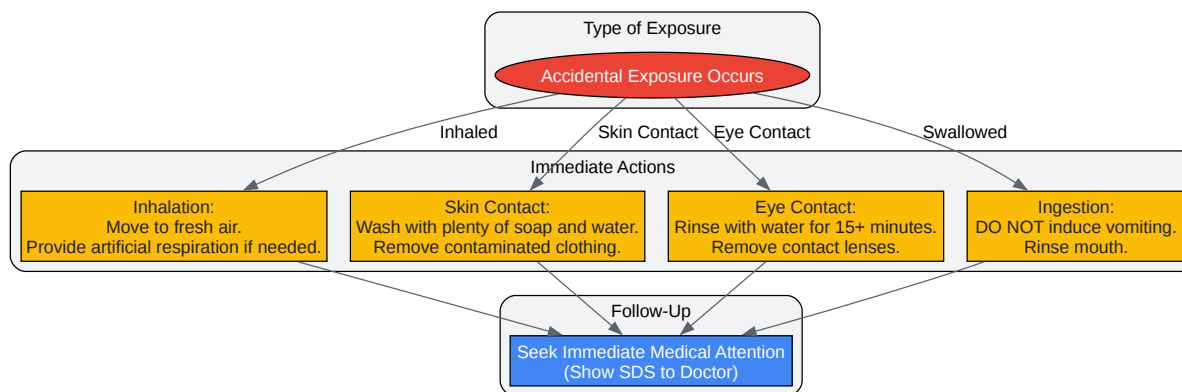 Type of Exposure
Accidental Exposure Occurs
Inhaled
Skin Contact
Eye Contact
Swallowed
Immediate Actions
Inhalation:
Move to fresh air.
Provide artificial respiration if needed.
Skin Contact:
Wash with plenty of soap and water.
Remove contaminated clothing.
Eye Contact:
Rinse with water for 15+ minutes.
Remove contact lenses.
Ingestion:
DO NOT induce vomiting.
Rinse mouth.
Follow-Up
Seek Immediate Medical Attention
(Show SDS to Doctor)